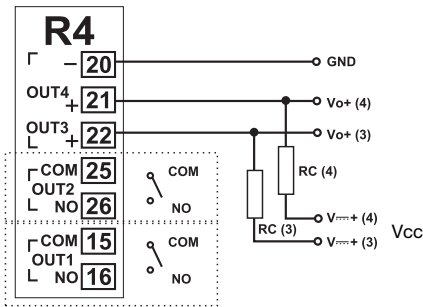 R4
- 20 GND
OUT4 + 21 Vo+ (4)
OUT3 + 22 Vo+ (3)
COM 25 COM RC (4)
OUT2
NO 26 NO
RC (3)
V⎓+ (4)
V⎓+ (3)
Vcc
COM 15 COM
OUT1
NO 16 NO